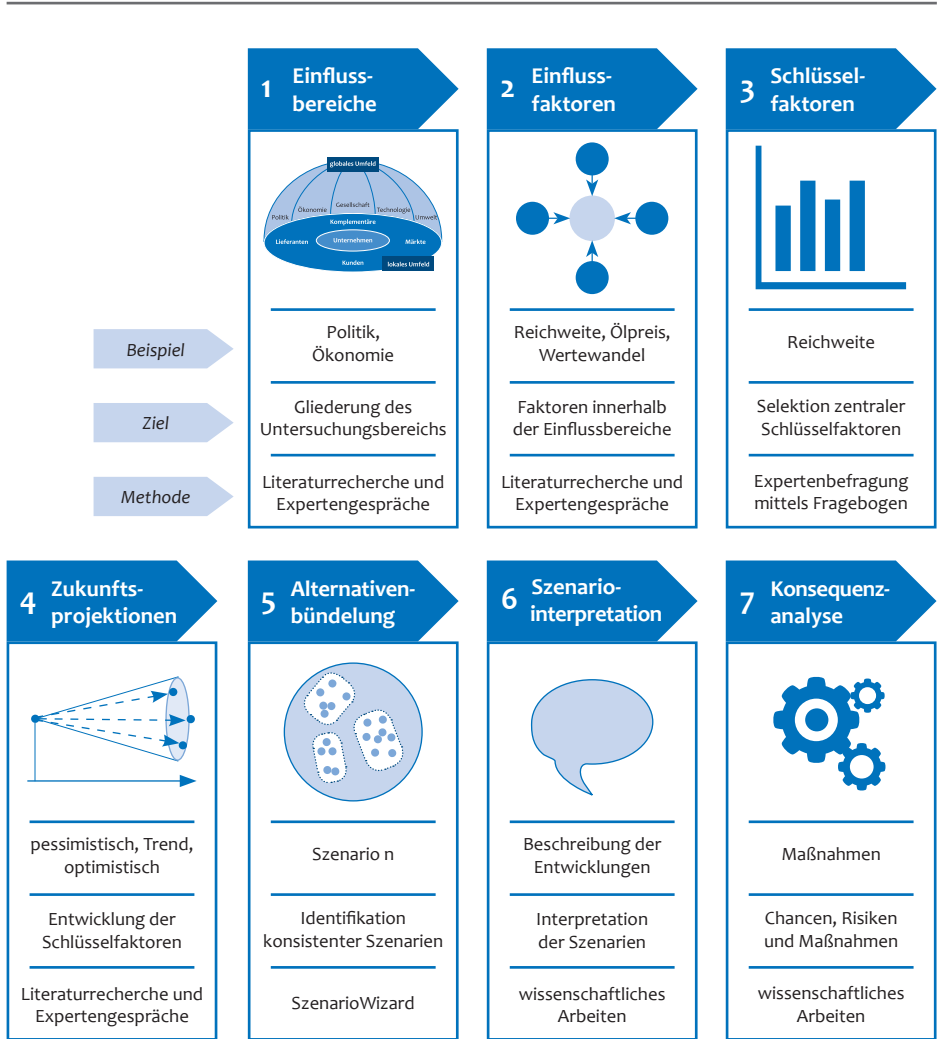 1 Einfluss-
bereiche
globales Umfeld
Politik Ökonomie Gesellschaft Technologie Umwelt
Komplementäre
Lieferanten Unternehmen Märkte
Kunden lokales Umfeld
2 Einfluss-
faktoren
3 Schlüssel-
faktoren
Beispiel
Politik,
Ökonomie
Reichweite, Ölpreis,
Wertewandel
Reichweite
Ziel
Gliederung des
Untersuchungsbereichs
Faktoren innerhalb
der Einflussbereiche
Selektion zentraler
Schlüsselfaktoren
Methode
Literaturrecherche und
Expertengespräche
Literaturrecherche und
Expertengespräche
Expertenbefragung
mittels Fragebogen
4 Zukunfts-
projektionen
pessimistisch, Trend,
optimistisch
Entwicklung der
Schlüsselfaktoren
Literaturrecherche und
Expertengespräche
5 Alternativen-
bündelung
Szenario n
Identifikation
konsistenter Szenarien
SzenarioWizard
6 Szenario-
interpretation
Beschreibung der
Entwicklungen
Interpretation
der Szenarien
wissenschaftliches
Arbeiten
7 Konsequenz-
analyse
Maßnahmen
Chancen, Risiken
und Maßnahmen
wissenschaftliches
Arbeiten